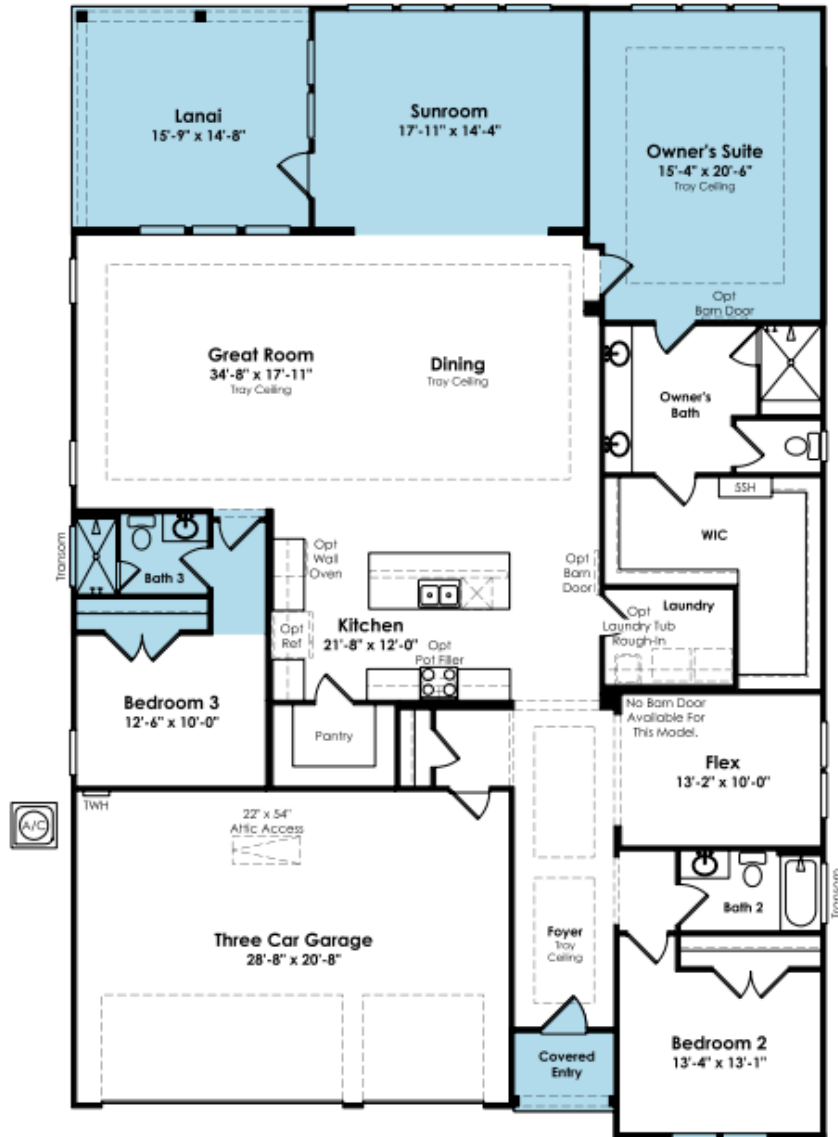 Lanai
15'-9" x 14'-8"
Sunroom
17'-11" x 14'-4"
Owner's Suite
15'-4" x 20'-6"
Tray Ceiling
Opt
Barn Door
Great Room
34'-8" x 17'-11"
Tray Ceiling
Dining
Tray Ceiling
Owner's
Bath
5SH
WIC
Transom
Bath 3
Opt
Wall
Oven
Opt
Barn
Door
Opt
Ref
Kitchen
21'-8" x 12'-0"
Opt
Pot Filler
Laundry
Opt
Laundry Tub
Rough-In
Bedroom 3
12'-6" x 10'-0"
Pantry
No Barn Door
Available For
This Model.
Flex
13'-2" x 10'-0"
A/C
TWH
22" x 54"
Attic Access
Three Car Garage
28'-8" x 20'-8"
Foyer
Tray
Ceiling
Bath 2
Transom
Covered
Entry
Bedroom 2
13'-4" x 13'-1"